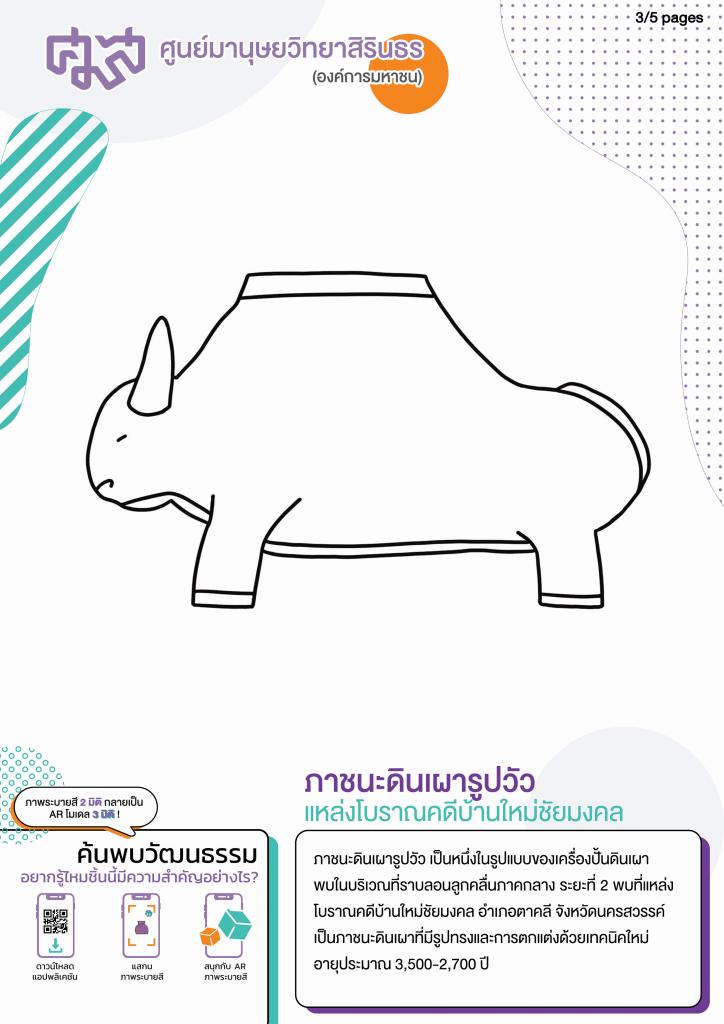 3/5 pages
ศมส
ศูนย์มานุษยวิทยาสิรินธร
(องค์การมหาชน)
ภาชนะดินเผารูปวัว
แหล่งโบราณคดีบ้านใหม่ชัยมงคล
ภาชนะดินเผารูปวัว เป็นหนึ่งในรูปแบบของเครื่องปั้นดินเผา
พบในบริเวณที่ราบลอนลูกคลื่นภาคกลาง ระยะที่ 2 พบที่แหล่ง
โบราณคดีบ้านใหม่ชัยมงคล อำเภอตาคลี จังหวัดนครสวรรค์
เป็นภาชนะดินเผาที่มีรูปทรงและการตกแต่งด้วยเทคนิคใหม่
อายุประมาณ 3,500-2,700 ปี
ภาพระบายสี 2 มิติ กลายเป็น
AR โมเดล 3 มิติ !
ค้นพบวัฒนธรรม
อยากรู้ไหมชิ้นนี้มีความสำคัญอย่างไร?
ดาวน์โหลด
แอปพลิเคชัน
สแกน
ภาพระบายสี
สนุกกับ AR
ภาพระบายสี